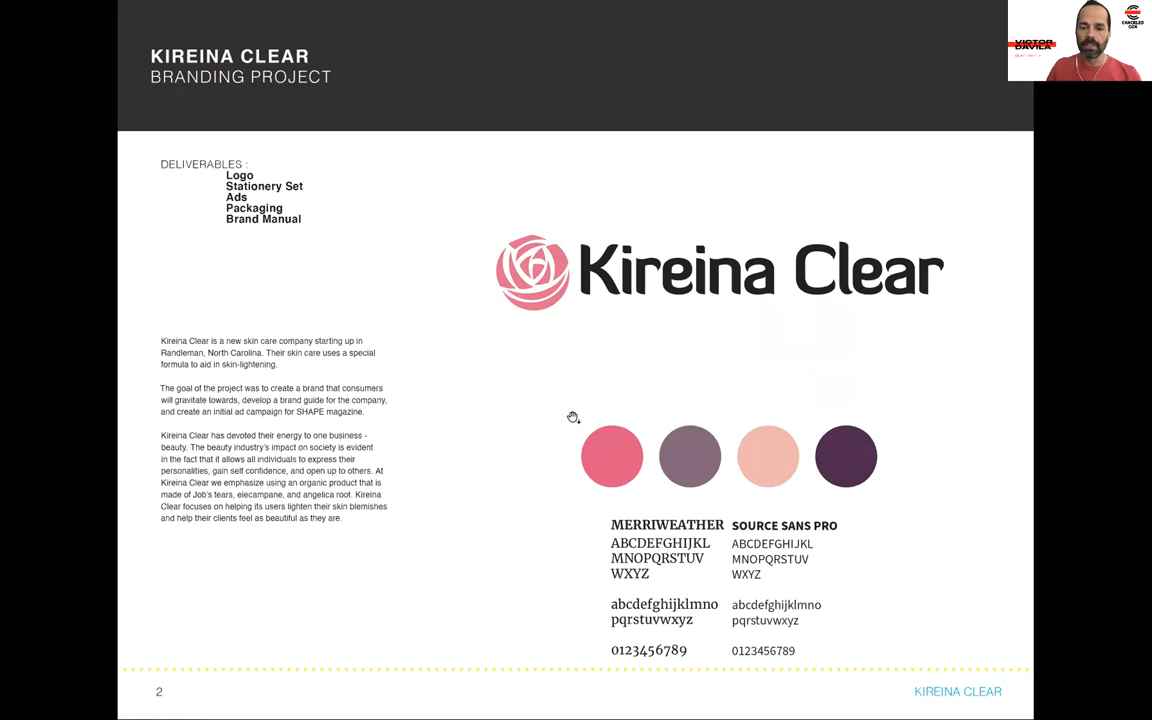 KIREINA CLEAR
BRANDING PROJECT
VICTOR
DAVILA
CANCELED
CON
DELIVERABLES :
Logo
Stationery Set
Ads
Packaging
Brand Manual
Kireina Clear
Kireina Clear is a new skin care company starting up in
Randleman, North Carolina. Their skin care uses a special
formula to aid in skin-lightening.
The goal of the project was to create a brand that consumers
will gravitate towards, develop a brand guide for the company,
and create an initial ad campaign for SHAPE magazine.
Kireina Clear has devoted their energy to one business -
beauty. The beauty industry's impact on society is evident
in the fact that it allows all individuals to express their
personalities, gain self confidence, and open up to others. At
Kireina Clear we emphasize using an organic product that is
made of Job's tears, elecampane, and angelica root. Kireina
Clear focuses on helping its users lighten their skin blemishes
and help their clients feel as beautiful as they are.
MERRIWEATHER
ABCDEFGHIJKL
MNOPQRSTUV
WXYZ
abcdefghijklmno
pqrstuvwxyz
0123456789
SOURCE SANS PRO
ABCDEFGHIJKL
MNOPQRSTUV
WXYZ
abcdefghijklmno
pqrstuvwxyz
0123456789
2
KIREINA CLEAR